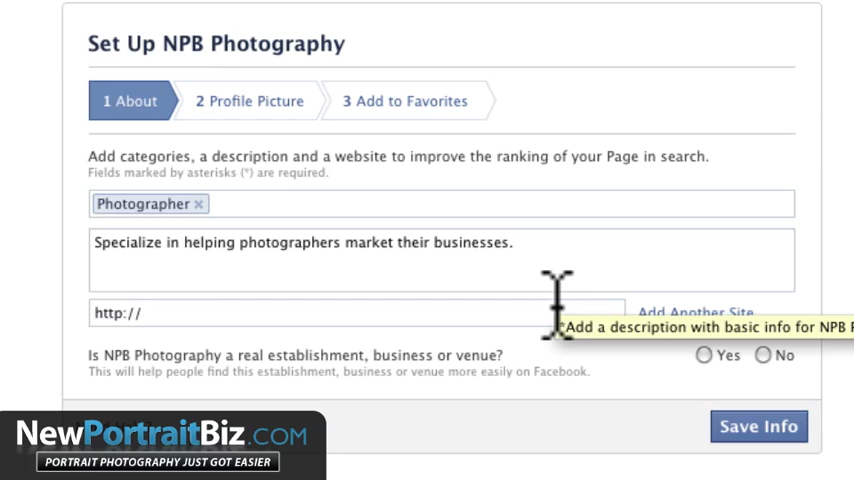 Set Up NPB Photography
1 About
2 Profile Picture
3 Add to Favorites
Add categories, a description and a website to improve the ranking of your Page in search.
Fields marked by asterisks (*) are required.
Photographer ×
Specialize in helping photographers market their businesses.
http://
Add Another Site
*Add a description with basic info for NPB
Is NPB Photography a real establishment, business or venue?
Yes
No
This will help people find this establishment, business or venue more easily on Facebook.
Save Info
NewPortraitBiz.COM
PORTRAIT PHOTOGRAPHY JUST GOT EASIER